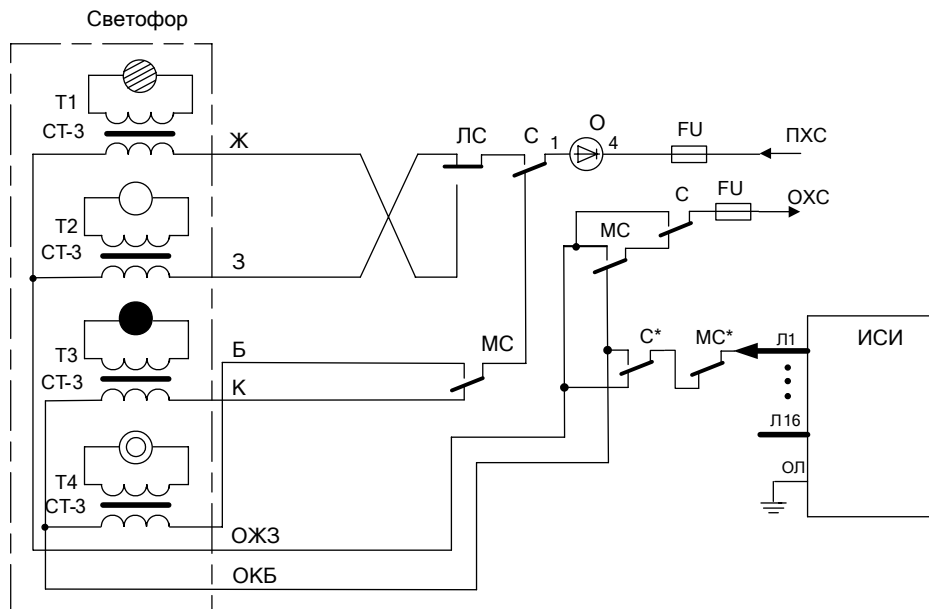 Светофор
Т1
СТ-3
Ж
ЛС
С
1
О
4
FU
ПХС
Т2
СТ-3
З
МС
С
FU
ОХС
Т3
СТ-3
Б
К
МС
С*
МС*
Л1
ИСИ
Л16
ОЛ
Т4
СТ-3
ОЖЗ
ОКБ